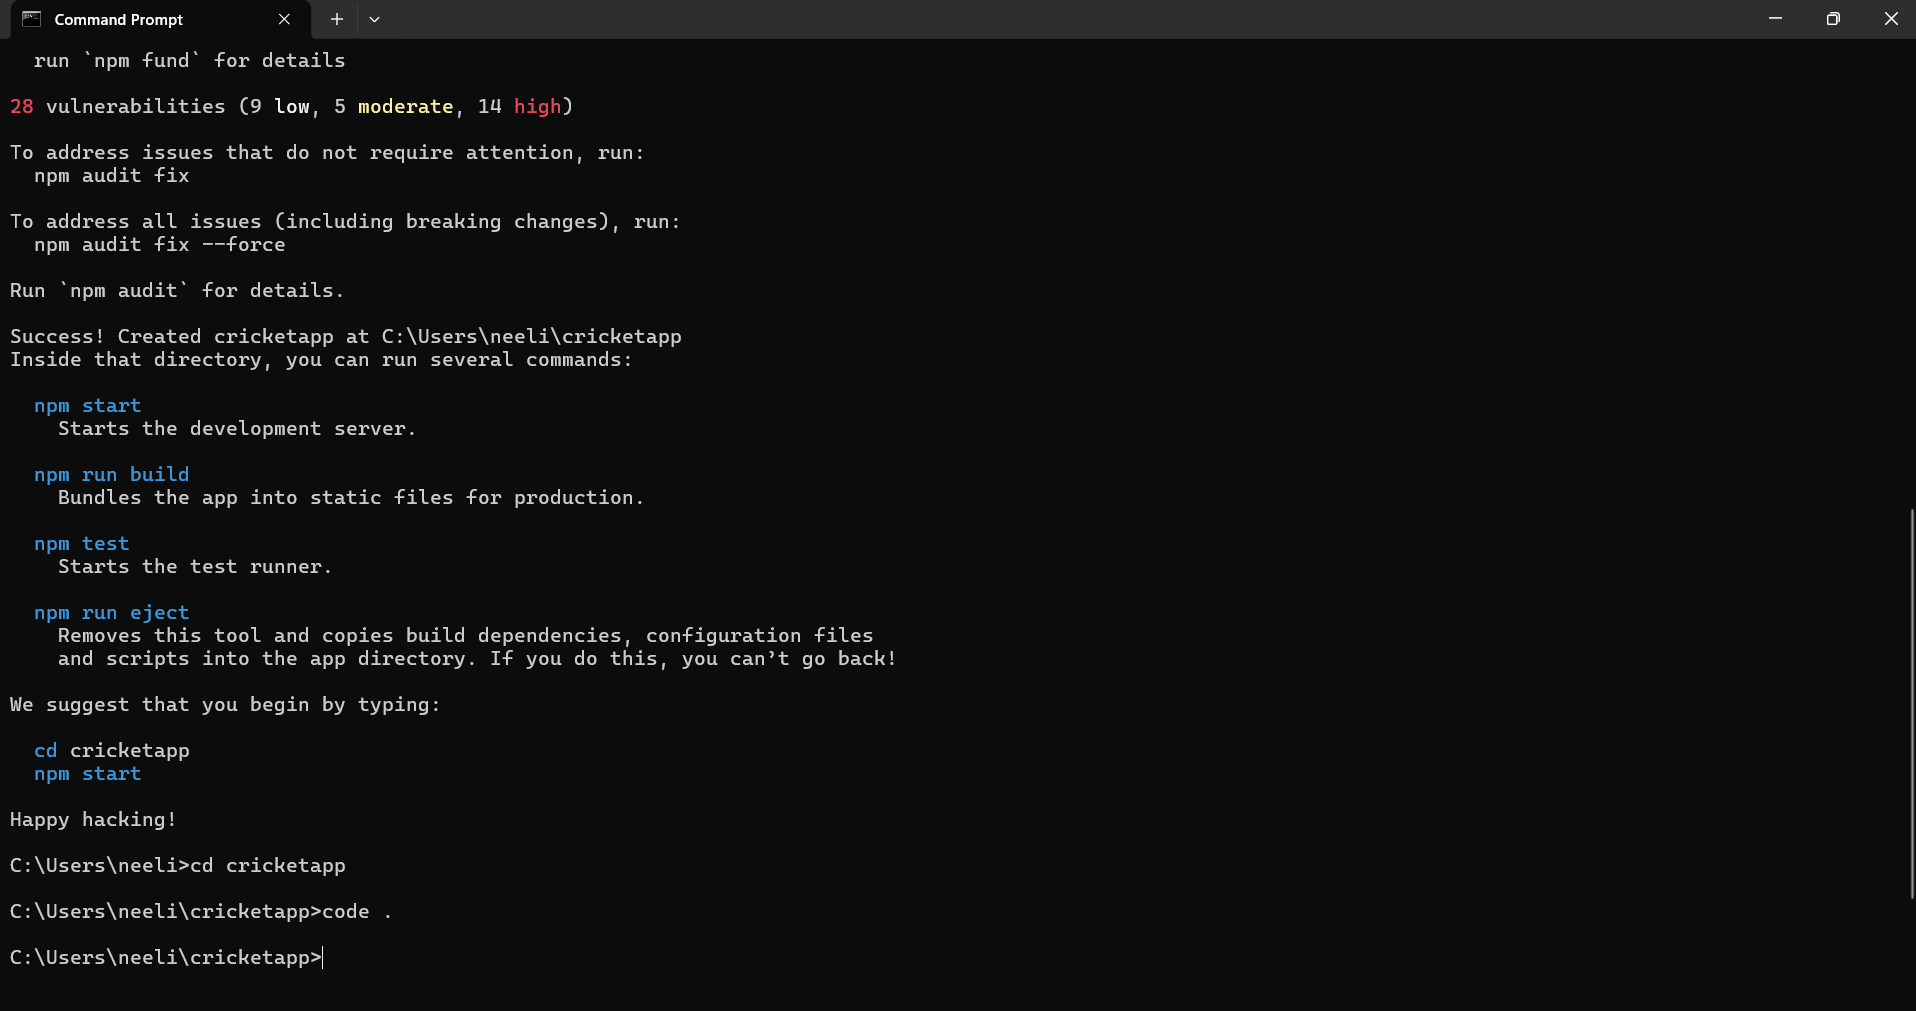 Command Prompt
run `npm fund` for details
28 vulnerabilities (9 low, 5 moderate, 14 high)
To address issues that do not require attention, run:
npm audit fix
To address all issues (including breaking changes), run:
npm audit fix --force
Run `npm audit` for details.
Success! Created cricketapp at C:\Users\neeli\cricketapp
Inside that directory, you can run several commands:
npm start
Starts the development server.
npm run build
Bundles the app into static files for production.
npm test
Starts the test runner.
npm run eject
Removes this tool and copies build dependencies, configuration files
and scripts into the app directory. If you do this, you can’t go back!
We suggest that you begin by typing:
cd cricketapp
npm start
Happy hacking!
C:\Users\neeli>cd cricketapp
C:\Users\neeli\cricketapp>code .
C:\Users\neeli\cricketapp>